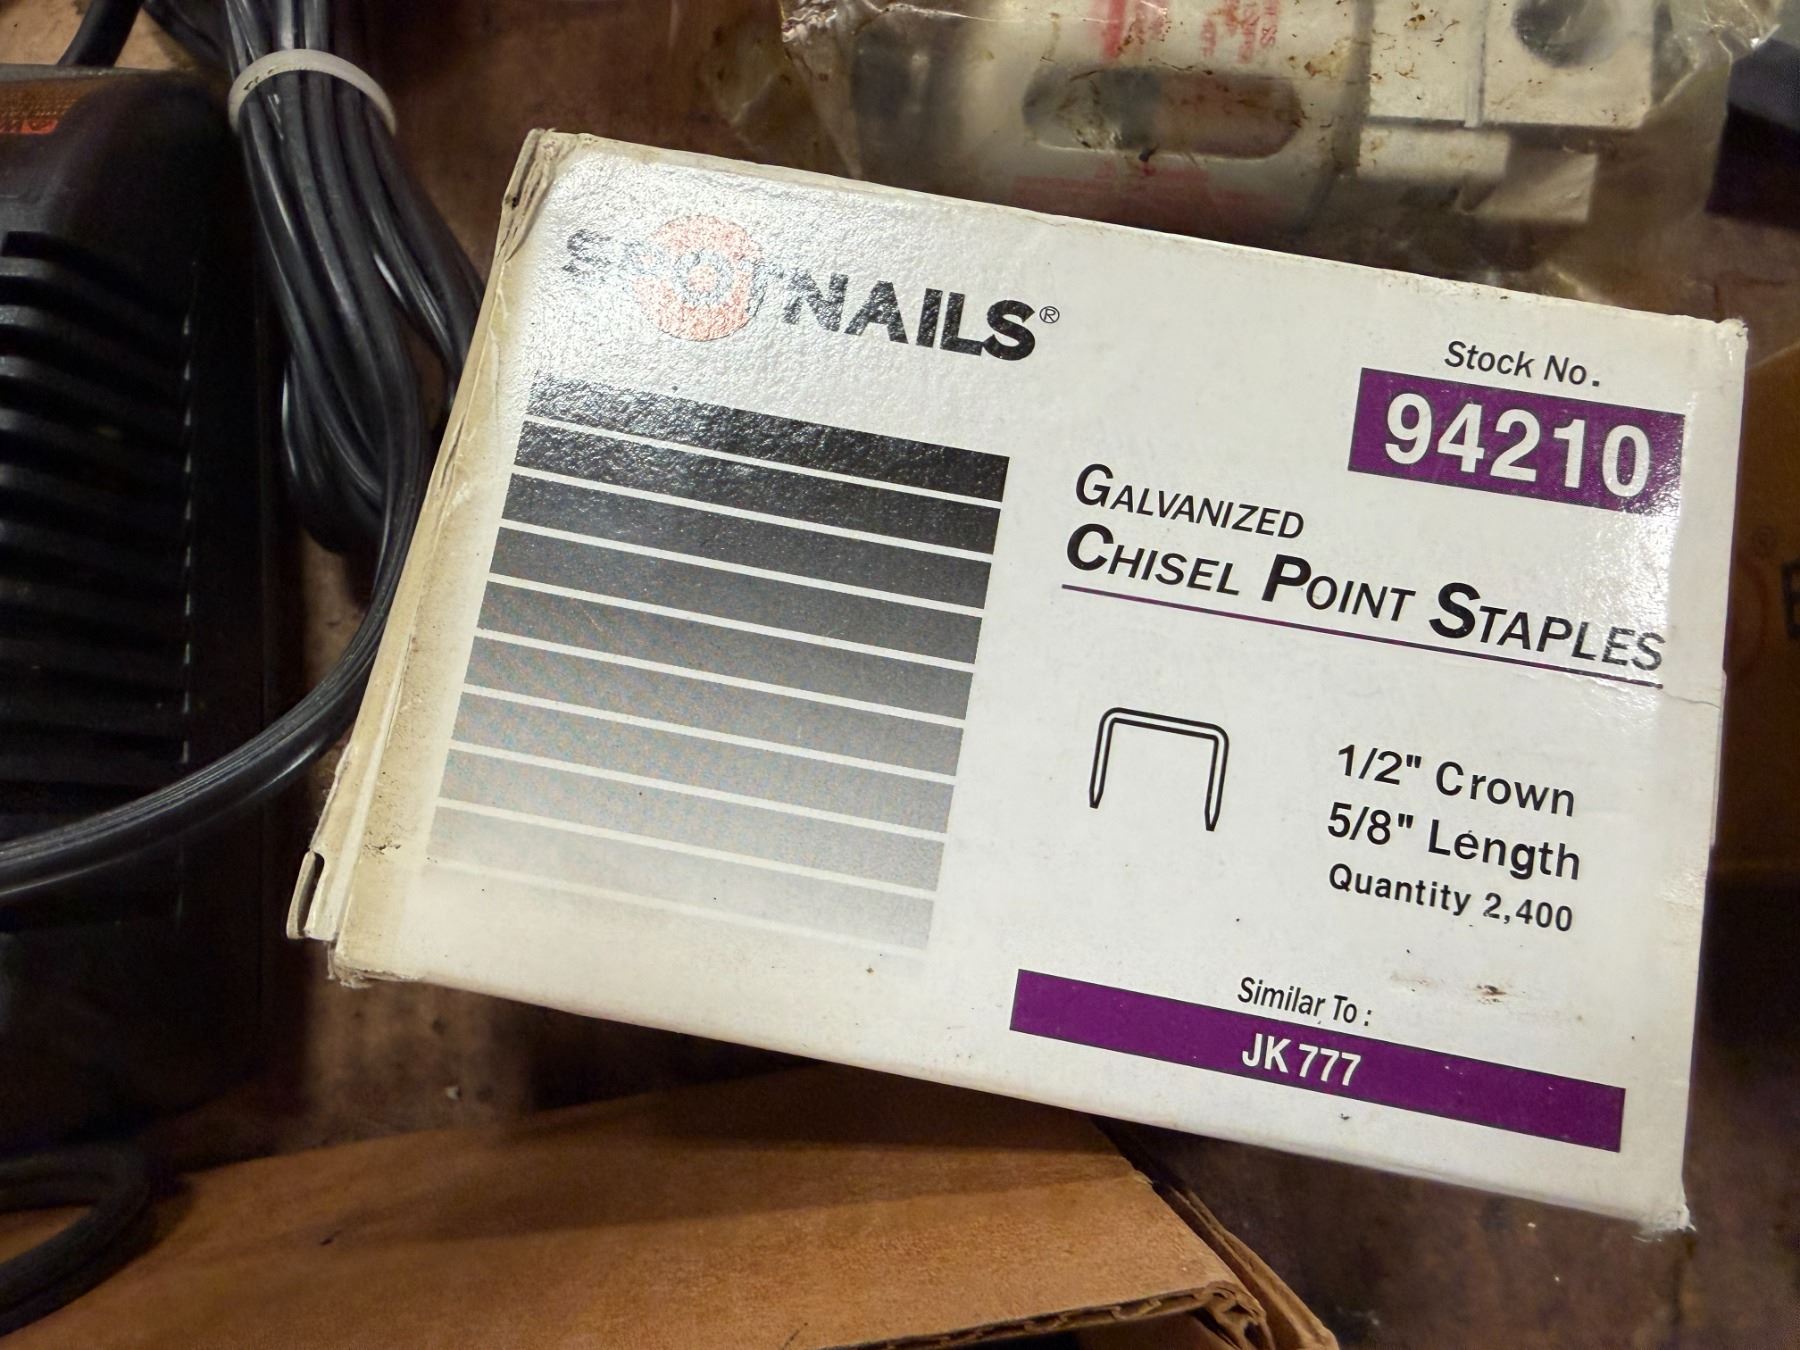 SPOTNAILS®
Stock No.
94210
GALVANIZED
CHISEL POINT STAPLES
1/2" Crown
5/8" Length
Quantity 2,400
Similar To :
JK 777